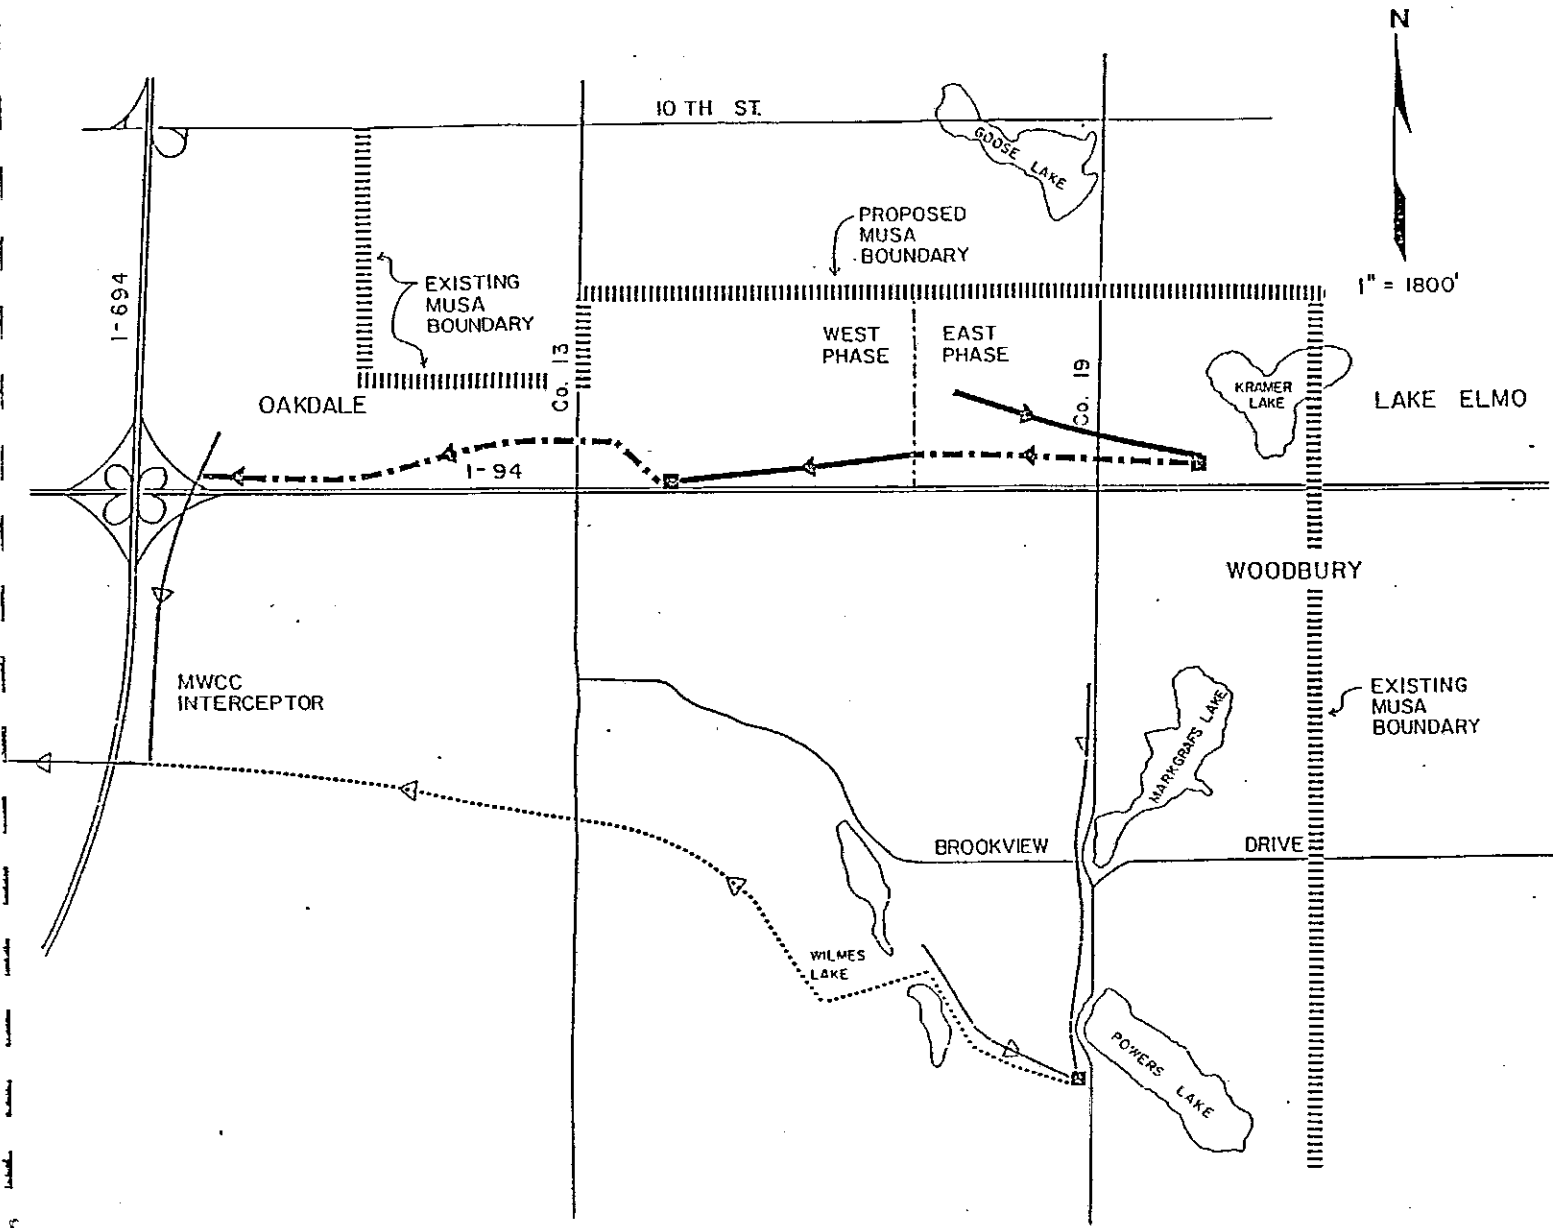 N
10 TH ST.
GOOSE LAKE
PROPOSED
MUSA
BOUNDARY
1" = 1800'
I-694
EXISTING
MUSA
BOUNDARY
WEST
PHASE
EAST
PHASE
Co. 13
Co. 19
KRAMER
LAKE
LAKE ELMO
OAKDALE
I-94
WOODBURY
MWCC
INTERCEPTOR
MARKGRAFS LAKE
EXISTING
MUSA
BOUNDARY
BROOKVIEW DRIVE
WILMES
LAKE
POWERS LAKE